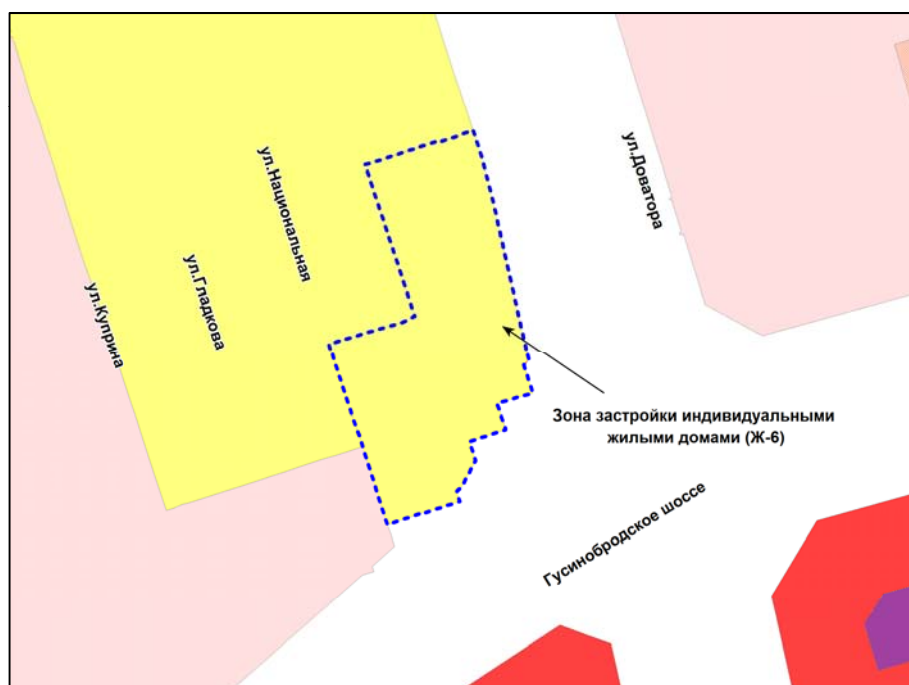 ул.Национальная
ул.Доватора
ул.Гладкова
ул.Куприна
Зона застройки индивидуальными
жилыми домами (Ж-6)
Гусинобродское шоссе